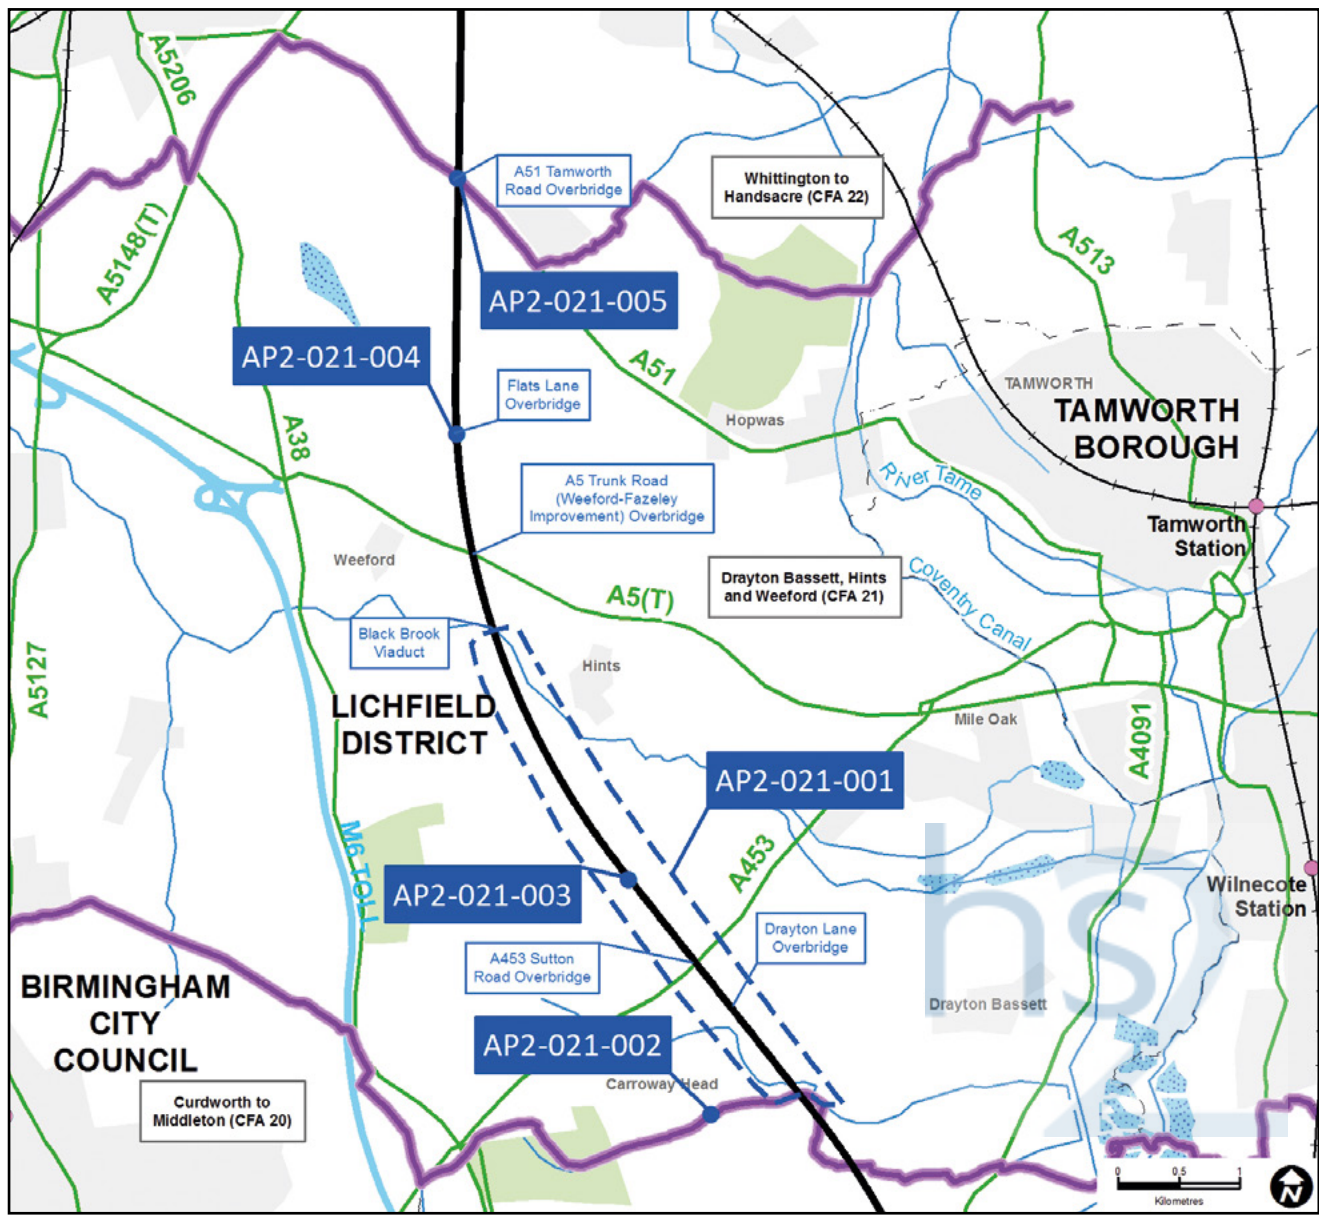 A5206
A51 Tamworth
Road Overbridge
Whittington to
Handsacre (CFA 22)
A5148(T)
A513
AP2-021-005
AP2-021-004
A51
Flats Lane
Overbridge
TAMWORTH
TAMWORTH
BOROUGH
Hopwas
A38
River Tame
A5 Trunk Road
(Weeford-Fazeley
Improvement) Overbridge
Tamworth
Station
Weeford
Drayton Bassett, Hints
and Weeford (CFA 21)
Coventry Canal
A5(T)
Black Brook
Viaduct
Hints
A5127
LICHFIELD
DISTRICT
Mile Oak
A4091
AP2-021-001
M6 TOLL
A453
AP2-021-003
hs2
Wilnecote
Station
Drayton Lane
Overbridge
A453 Sutton
Road Overbridge
BIRMINGHAM
CITY
COUNCIL
Drayton Bassett
AP2-021-002
Carroway Head
Curdworth to
Middleton (CFA 20)
0 0.5 1
Kilometres
N